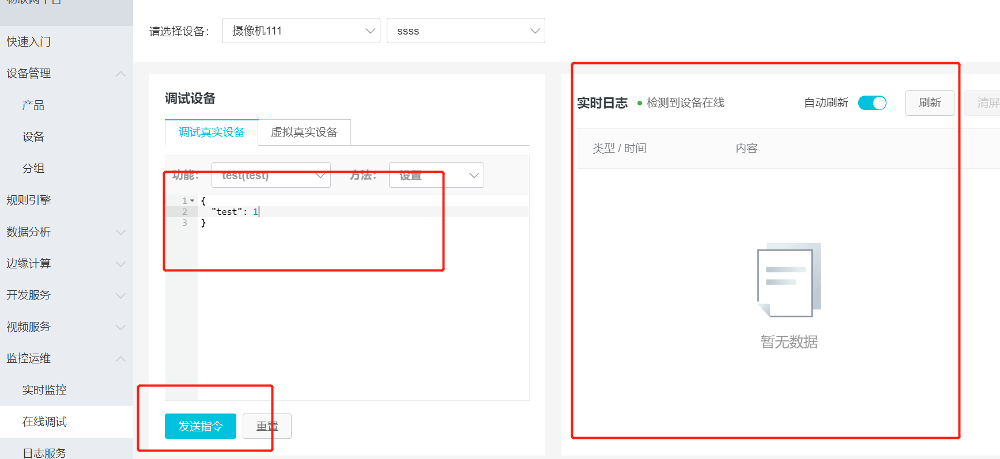 物联网平台
快速入门
设备管理
产品
设备
分组
规则引擎
数据分析
边缘计算
开发服务
视频服务
监控运维
实时监控
在线调试
日志服务
请选择设备： 摄像机111 ssss
调试设备
调试真实设备 虚拟真实设备
功能： test(test) 方法： 设置
1 {
2 "test": 1
3 }
发送指令 重置
实时日志 检测到设备在线 自动刷新 刷新 清屏
类型 / 时间 内容
暂无数据